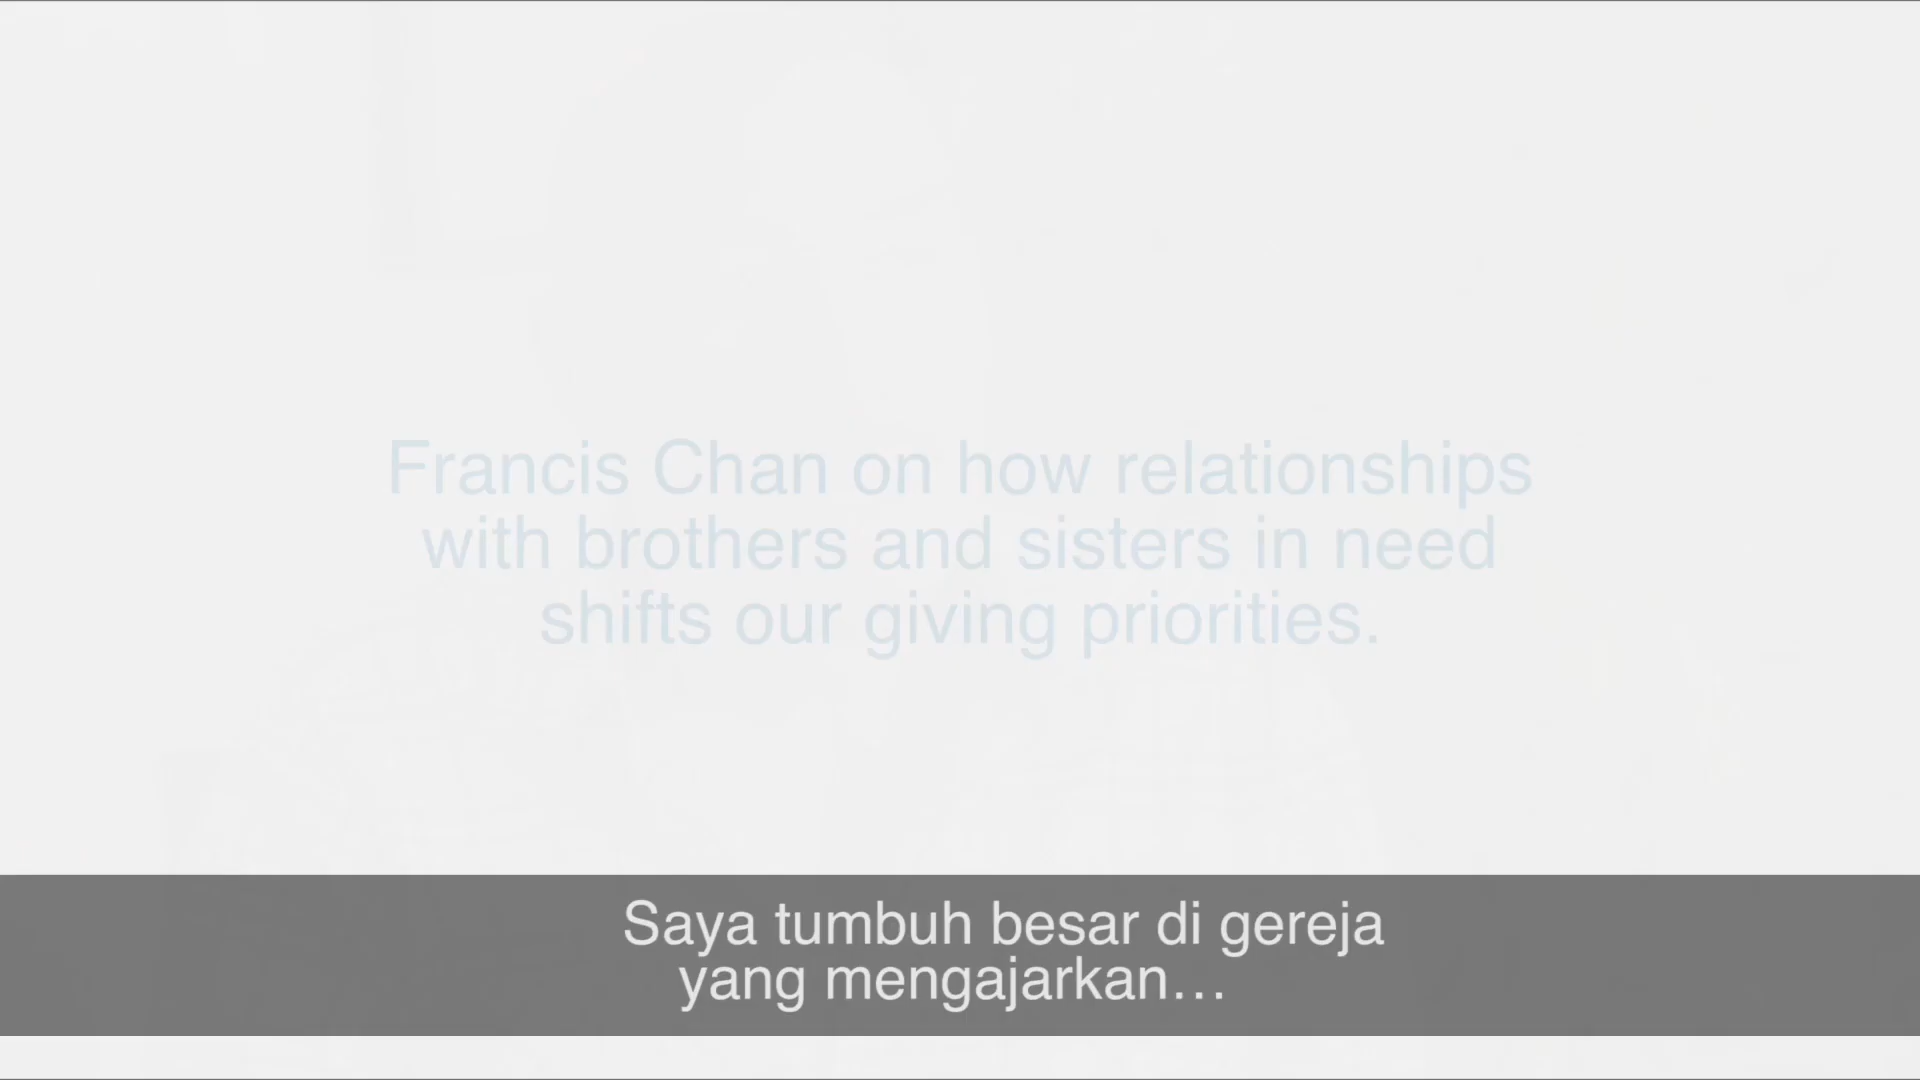 Francis Chan on how relationships
with brothers and sisters in need
shifts our giving priorities.
Saya tumbuh besar di gereja
yang mengajarkan…